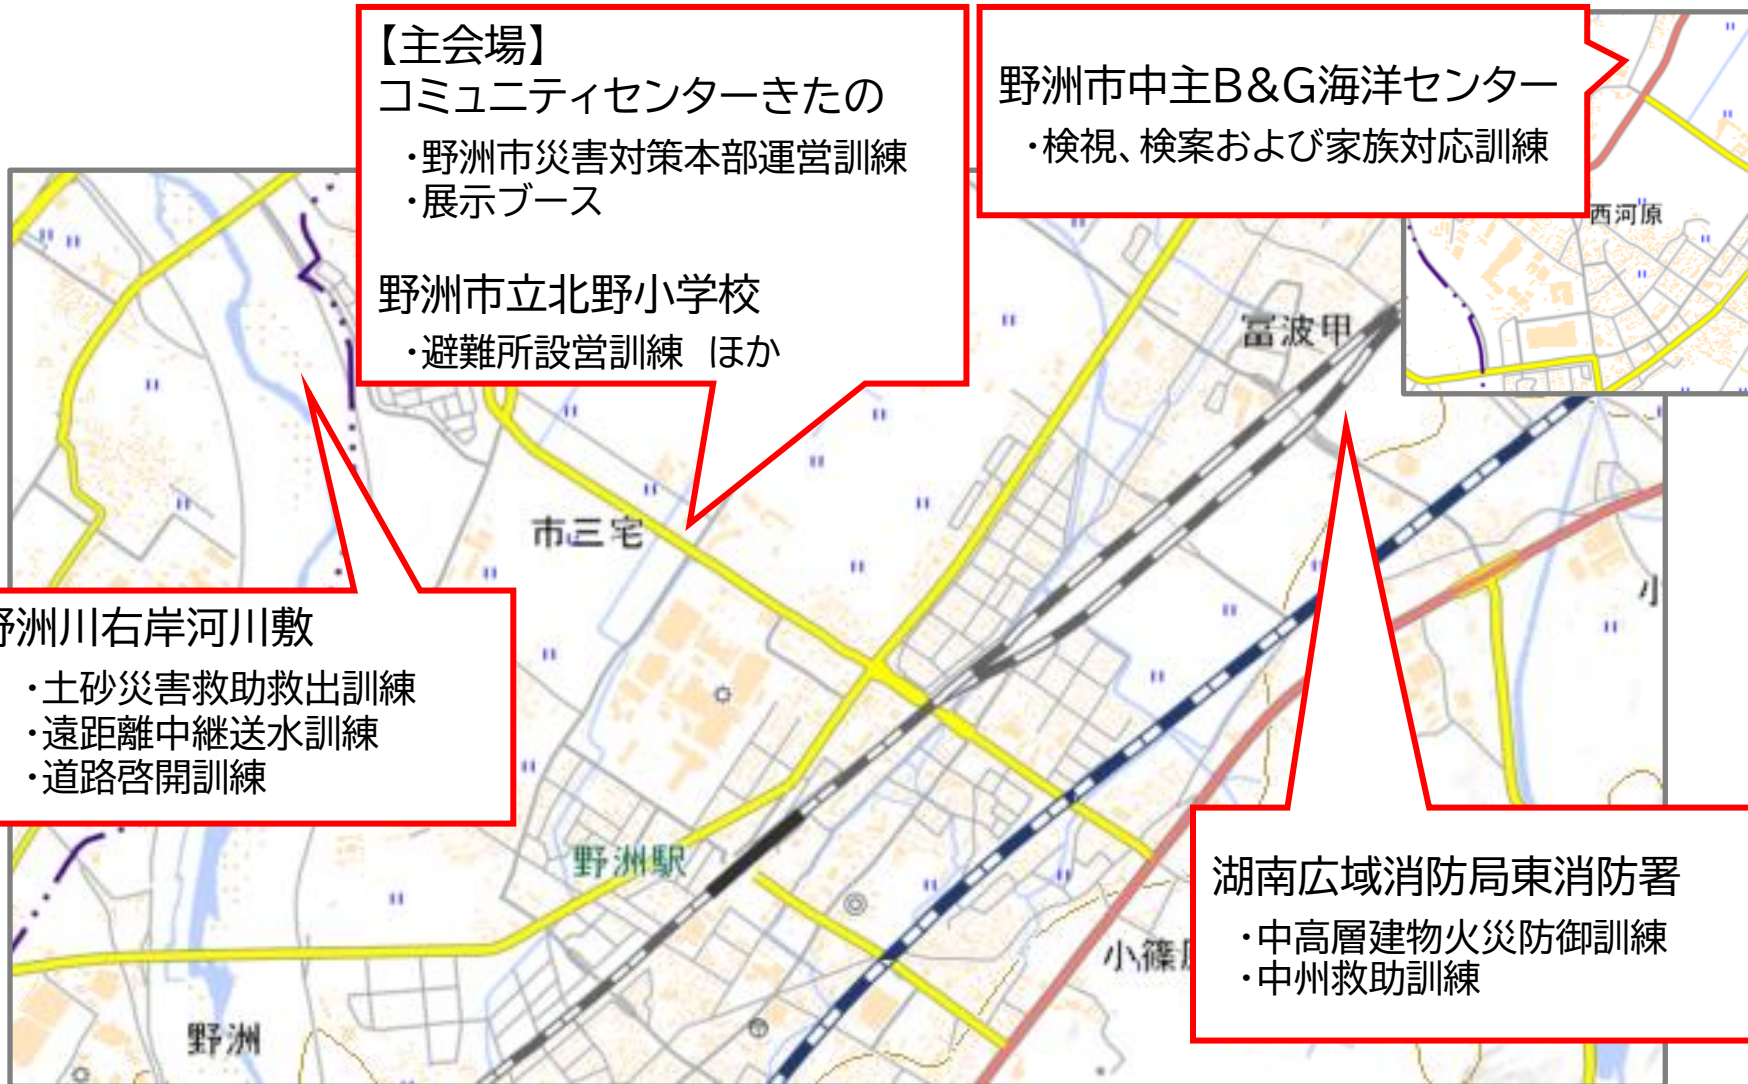 【主会場】
コミュニティセンターきたの
・野洲市災害対策本部運営訓練
・展示ブース
野洲市立北野小学校
・避難所設営訓練　ほか
野洲市中主B&G海洋センター
・検視、検案および家族対応訓練
西河原
冨波甲
市三宅
野洲川右岸河川敷
・土砂災害救助救出訓練
・遠距離中継送水訓練
・道路啓開訓練
野洲駅
湖南広域消防局東消防署
・中高層建物火災防御訓練
・中州救助訓練
小篠
野洲
小